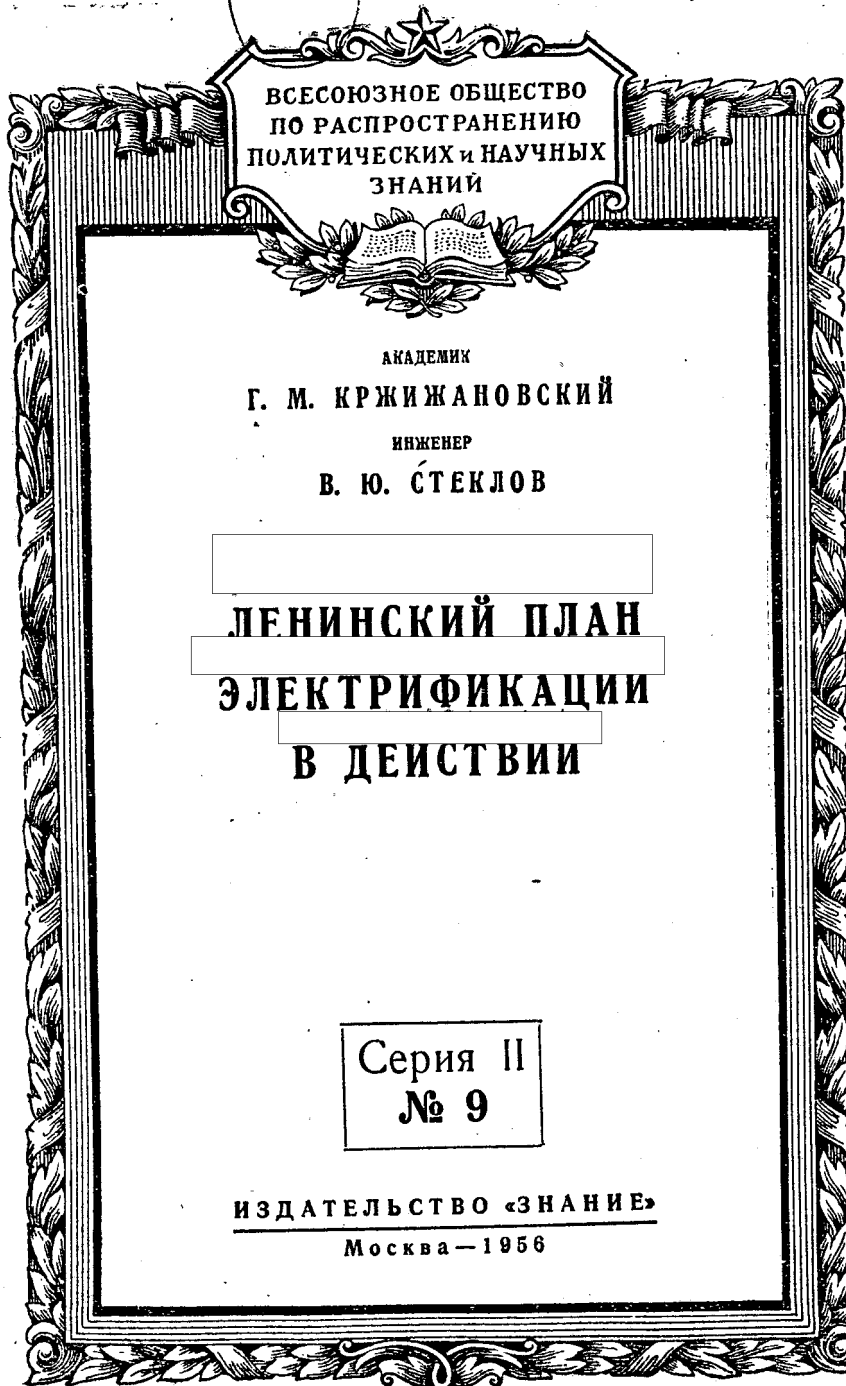 ВСЕСОЮЗНОЕ ОБЩЕСТВО
ПО РАСПРОСТРАНЕНИЮ
ПОЛИТИЧЕСКИХ и НАУЧНЫХ
ЗНАНИЙ
АКАДЕМИК
Г. М. КРЖИЖАНОВСКИЙ
ИНЖЕНЕР
В. Ю. СТЕКЛОВ
ЛЕНИНСКИЙ ПЛАН
ЭЛЕКТРИФИКАЦИИ
В ДЕЙСТВИИ
Серия II
№ 9
ИЗДАТЕЛЬСТВО «ЗНАНИЕ»
Москва—1956